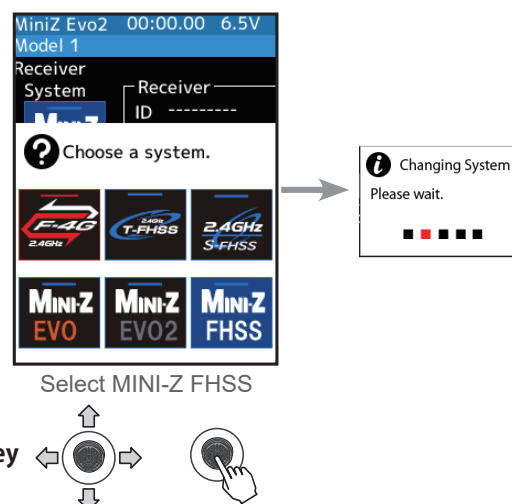 MiniZ Evo2 00:00.00 6.5V
Model 1
Receiver
System
Receiver
ID ---------
Choose a system.
F-4G
2.4GHz
2.4GHz
T-FHSS
2.4GHz
S-FHSS
MINI-Z
EVO
MINI-Z
EVO2
MINI-Z
FHSS
Changing System
Please wait.
Select MINI-Z FHSS